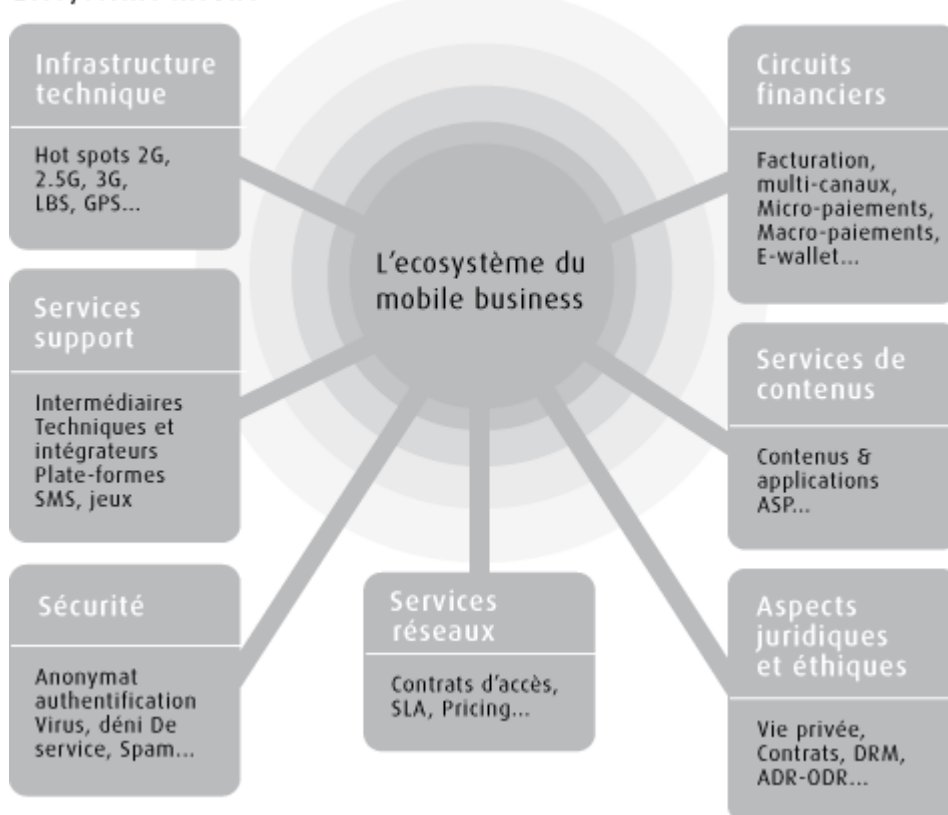 Infrastructure
technique
Hot spots 2G,
2.5G, 3G,
LBS, GPS...
Services
support
Intermédiaires
Techniques et
intégrateurs
Plate-formes
SMS, jeux
Sécurité
Anonymat
authentification
Virus, déni De
service, Spam...
L'ecosystème du
mobile business
Services
réseaux
Contrats d'accès,
SLA, Pricing...
Circuits
financiers
Facturation,
multi-canaux,
Micro-paiements,
Macro-paiements,
E-wallet...
Services de
contenus
Contenus &
applications
ASP...
Aspects
juridiques
et éthiques
Vie privée,
Contrats, DRM,
ADR-ODR...